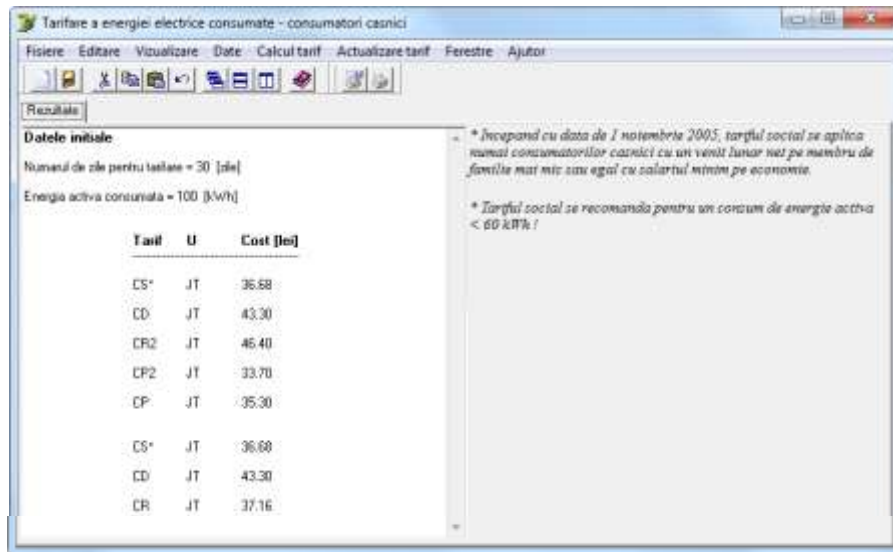 Tarifare a energiei electrice consumate - consumatori casnici
Fisiere Editare Vizualizare Date Calcul tarif Actualizare tarif Ferestre Ajutor
Rezultate
Datele initiale
Numarul de zile pentru tarifare = 30 [zile]
Energia activa consumata = 100 [kWh]
Tarif U Cost [lei]
CS* JT 36.68
CD JT 43.30
CR2 JT 46.40
CP2 JT 33.70
CP JT 35.30
CS* JT 36.68
CD JT 43.30
CR JT 37.16
* Incepand cu data de 1 noiembrie 2005, tariful social se aplica
numai consumatorilor casnici cu un venit lunar net pe membru de
familie mai mic sau egal cu salariul minim pe economie.
* Tariful social se recomanda pentru un consum de energie activa
< 60 kWh !